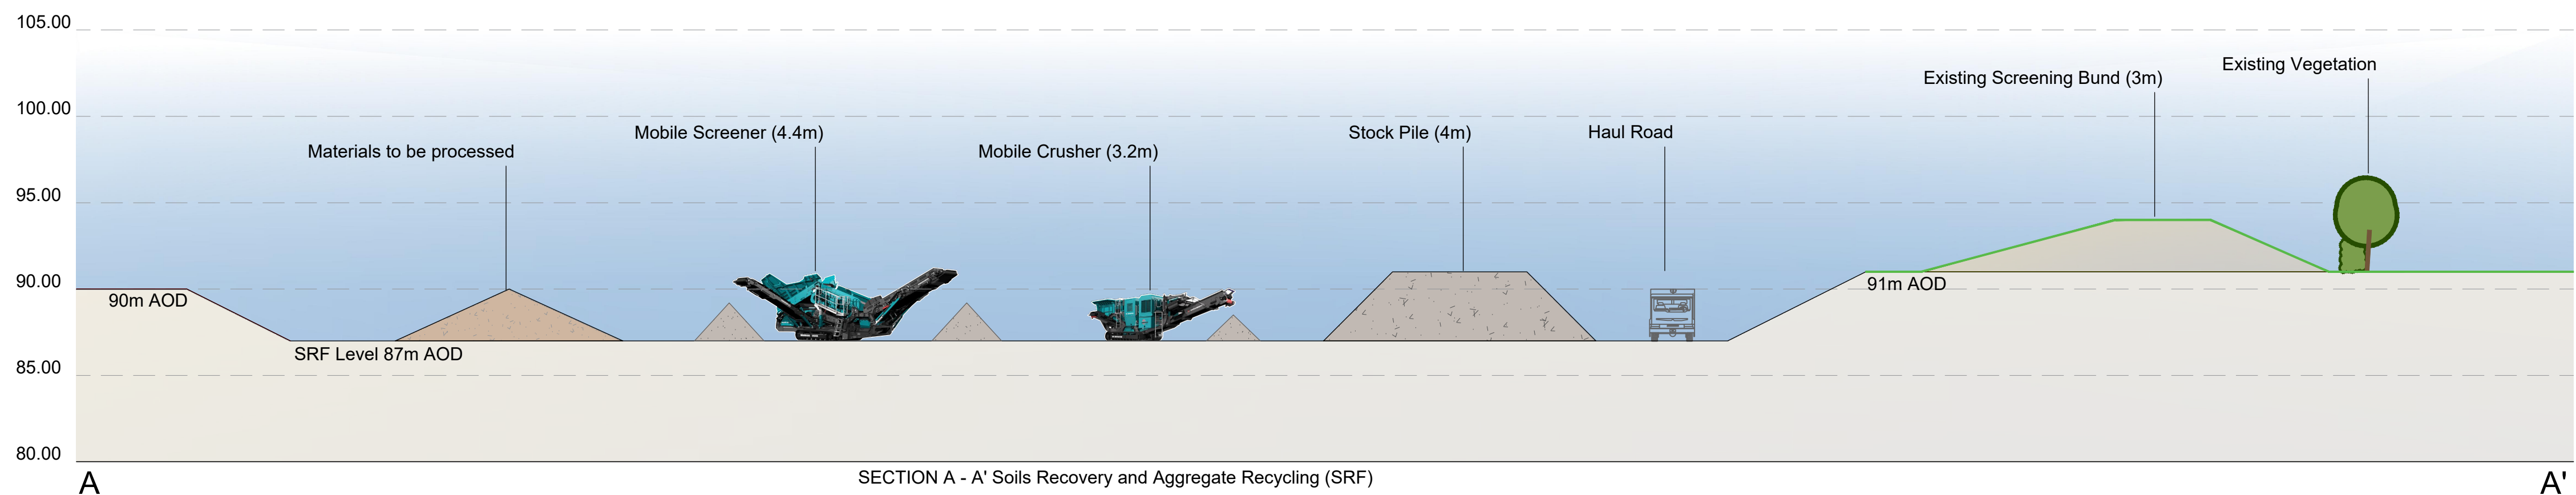 105.00
Existing Vegetation
Existing Screening Bund (3m)
100.00
Mobile Screener (4.4m)
Stock Pile (4m)
Haul Road
Materials to be processed
Mobile Crusher (3.2m)
95.00
90.00
90m AOD
91m AOD
SRF Level 87m AOD
85.00
80.00
A
SECTION A - A' Soils Recovery and Aggregate Recycling (SRF)
A'